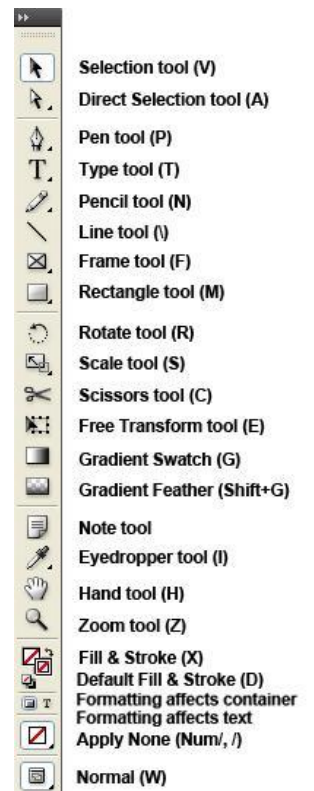 Selection tool (V)
Direct Selection tool (A)
Pen tool (P)
T Type tool (T)
Pencil tool (N)
Line tool (\)
Frame tool (F)
Rectangle tool (M)
Rotate tool (R)
Scale tool (S)
Scissors tool (C)
Free Transform tool (E)
Gradient Swatch (G)
Gradient Feather (Shift+G)
Note tool
Eyedropper tool (I)
Hand tool (H)
Zoom tool (Z)
Fill & Stroke (X)
Default Fill & Stroke (D)
Formatting affects container
T Formatting affects text
Apply None (Num/, /)
Normal (W)